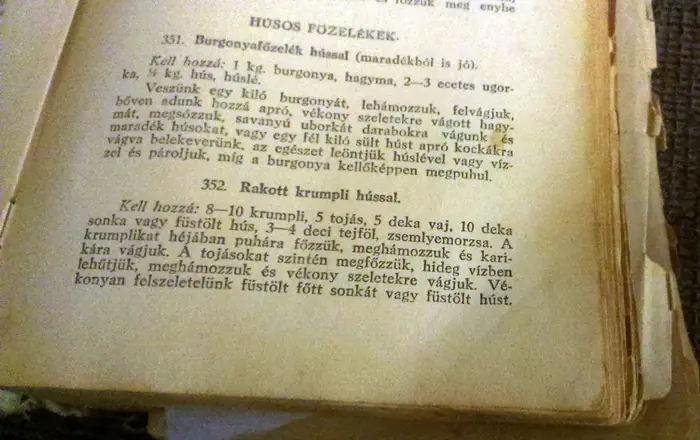 és főzzük meg enyhe
HÚSOS FŐZELÉKEK.
351. Burgonyafőzelék hússal (maradékból is jó).
Kell hozzá: 1 kg. burgonya, hagyma, 2—3 ecetes ugor-
ka, ½ kg. hús, húslé.
Veszünk egy kiló burgonyát, lehámozzuk, felvágjuk,
bőven adunk hozzá apró, vékony szeletekre vágott hagy-
mát, megsózzuk, savanyú uborkát darabokra vágunk és
maradék húsokat, vagy egy fél kiló sült húst apró kockákra
vágva belekeverünk, az egészet leöntjük húslével vagy víz-
zel és pároljuk, míg a burgonya kellőképpen megpuhul.
352. Rakott krumpli hússal.
Kell hozzá: 8—10 krumpli, 5 tojás, 5 deka vaj, 10 deka
sonka vagy füstölt hús, 3—4 deci tejföl, zsemlyemorzsa. A
krumplikat héjában puhára főzzük, meghámozzuk és kari-
kára vágjuk. A tojásokat szintén megfőzzük, hideg vízben
lehűtjük, meghámozzuk és vékony szeletekre vágjuk. Vé-
konyan felszeletelünk füstölt főtt sonkát vagy füstölt húst.